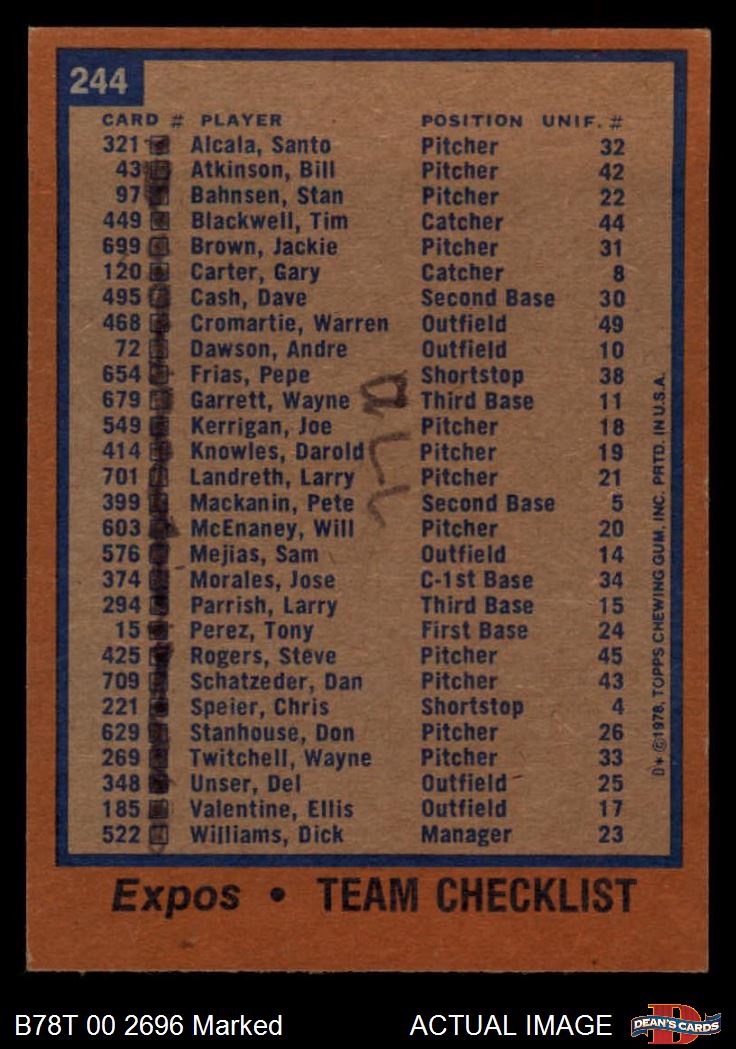 244
CARD # PLAYER POSITION UNIF. #
321 Alcala, Santo Pitcher 32
43 Atkinson, Bill Pitcher 42
97 Bahnsen, Stan Pitcher 22
449 Blackwell, Tim Catcher 44
699 Brown, Jackie Pitcher 31
120 Carter, Gary Catcher 8
495 Cash, Dave Second Base 30
468 Cromartie, Warren Outfield 49
72 Dawson, Andre Outfield 10
654 Frias, Pepe Shortstop 38
679 Garrett, Wayne Third Base 11
549 Kerrigan, Joe Pitcher 18
414 Knowles, Darold Pitcher 19
701 Landreth, Larry Pitcher 21
399 Mackanin, Pete Second Base 5
603 McEnaney, Will Pitcher 20
576 Mejias, Sam Outfield 14
374 Morales, Jose C-1st Base 34
294 Parrish, Larry Third Base 15
15 Perez, Tony First Base 24
425 Rogers, Steve Pitcher 45
709 Schatzeder, Dan Pitcher 43
221 Speier, Chris Shortstop 4
629 Stanhouse, Don Pitcher 26
269 Twitchell, Wayne Pitcher 33
348 Unser, Del Outfield 25
185 Valentine, Ellis Outfield 17
522 Williams, Dick Manager 23
D* ©1978, TOPPS CHEWING GUM, INC. PRTD. IN U.S.A.
Expos • TEAM CHECKLIST
B78T 00 2696 Marked ACTUAL IMAGE
DEAN'S CARDS